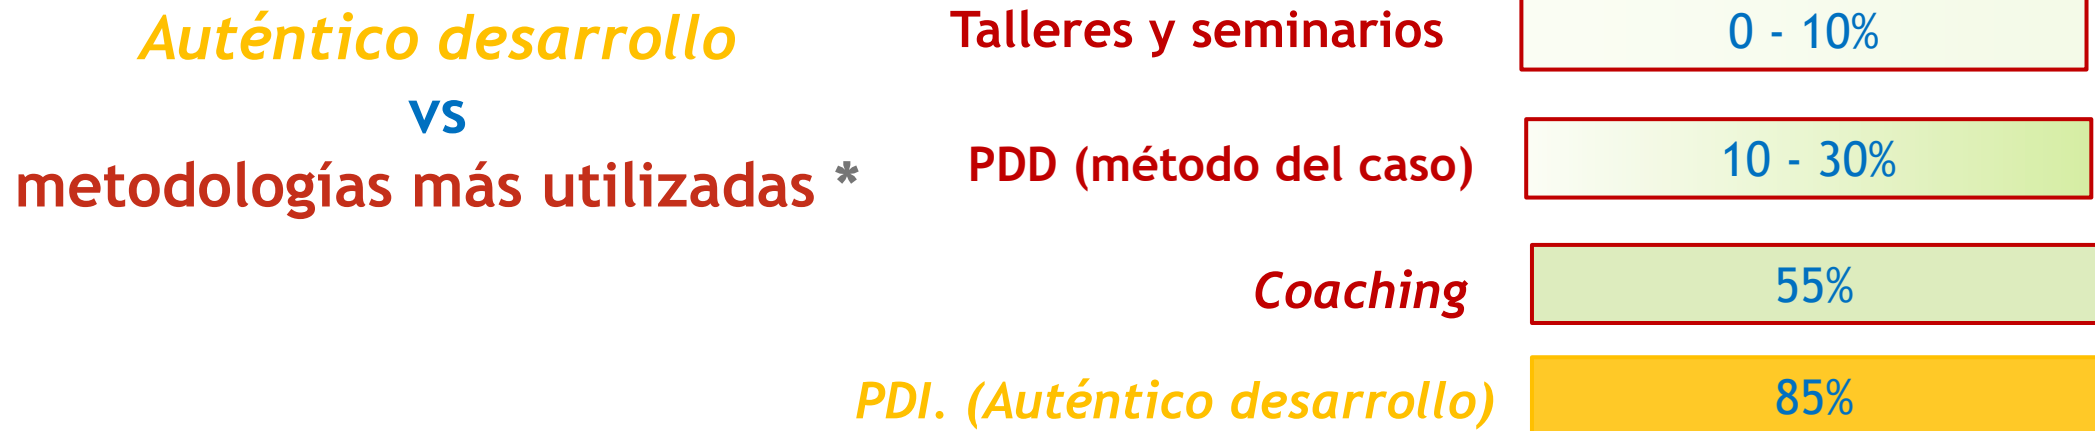 Auténtico desarrollo
vs
metodologías más utilizadas *
Talleres y seminarios 0 - 10%
PDD (método del caso) 10 - 30%
Coaching 55%
PDI. (Auténtico desarrollo) 85%